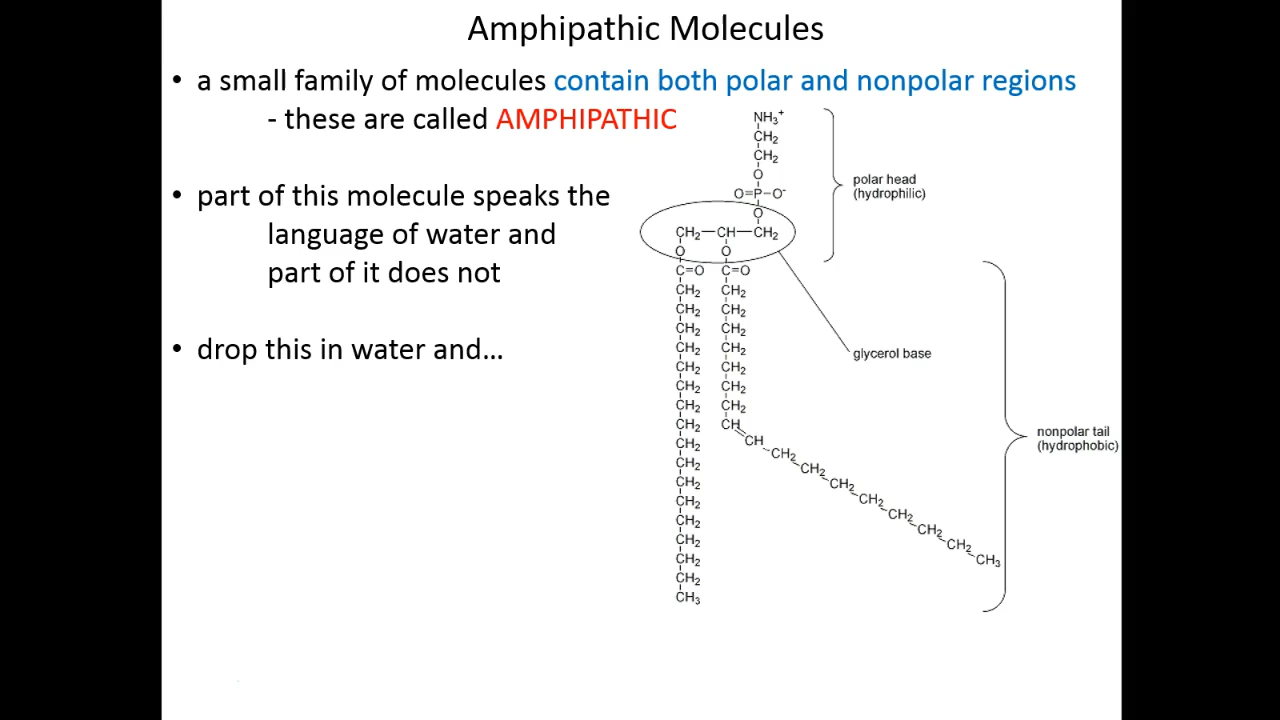 Amphipathic Molecules
• a small family of molecules contain both polar and nonpolar regions
- these are called AMPHIPATHIC
• part of this molecule speaks the
language of water and
part of it does not
• drop this in water and...
NH₃⁺
CH₂
CH₂
O
O=P–O⁻
O
CH₂—CH—CH₂
O O
C=O C=O
CH₂ CH₂
CH₂ CH₂
CH₂ CH₂
CH₂ CH₂
CH₂ CH₂
CH₂ CH₂
CH₂ CH₂
CH₂ CH
CH₂ CH
CH₂ CH₂
CH₂ CH₂
CH₂ CH₂
CH₂ CH₂
CH₂ CH₂
CH₂ CH₂
CH₂ CH₂
CH₃ CH₃
polar head
(hydrophilic)
glycerol base
nonpolar tail
(hydrophobic)